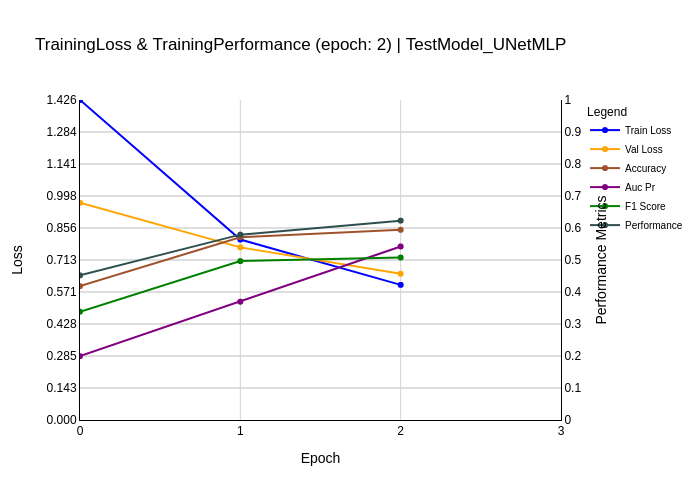 TrainingLoss & TrainingPerformance (epoch: 2) | TestModel_UNetMLP
1.426
1.284
1.141
0.998
0.856
0.713
0.571
0.428
0.285
0.143
0.000
Loss
0
1
2
3
Epoch
1
0.9
0.8
0.7
0.6
0.5
0.4
0.3
0.2
0.1
0
Performance Metrics
Legend
Train Loss
Val Loss
Accuracy
Auc Pr
F1 Score
Performance